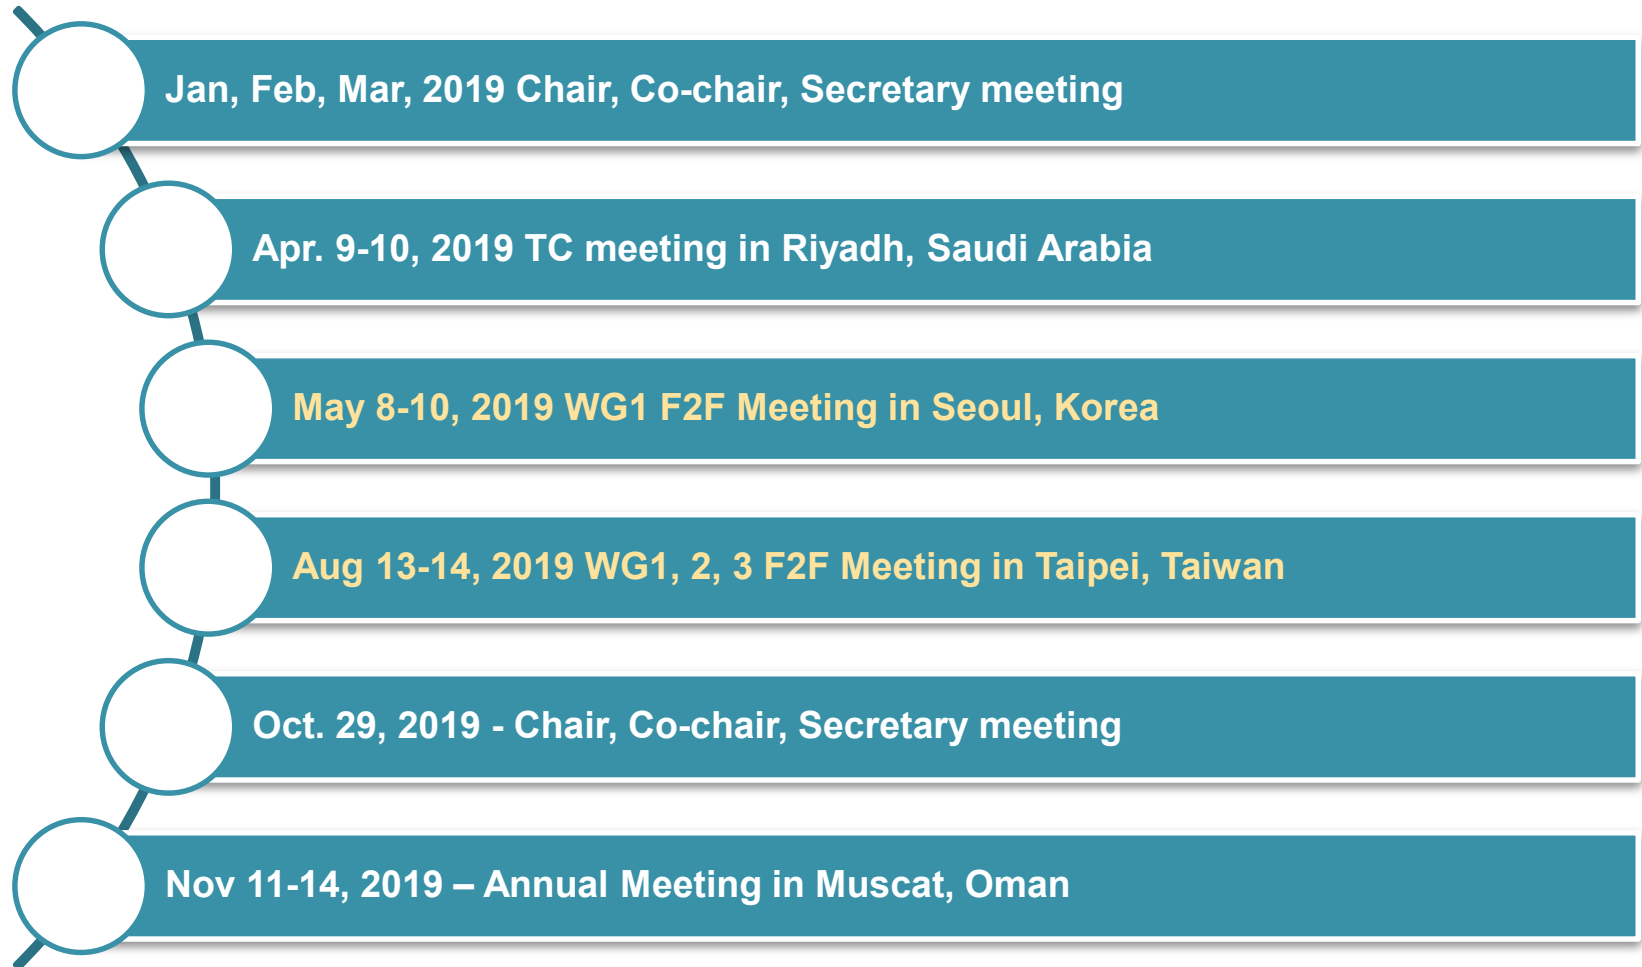 Jan, Feb, Mar, 2019 Chair, Co-chair, Secretary meeting
Apr. 9-10, 2019 TC meeting in Riyadh, Saudi Arabia
May 8-10, 2019 WG1 F2F Meeting in Seoul, Korea
Aug 13-14, 2019 WG1, 2, 3 F2F Meeting in Taipei, Taiwan
Oct. 29, 2019 - Chair, Co-chair, Secretary meeting
Nov 11-14, 2019 – Annual Meeting in Muscat, Oman